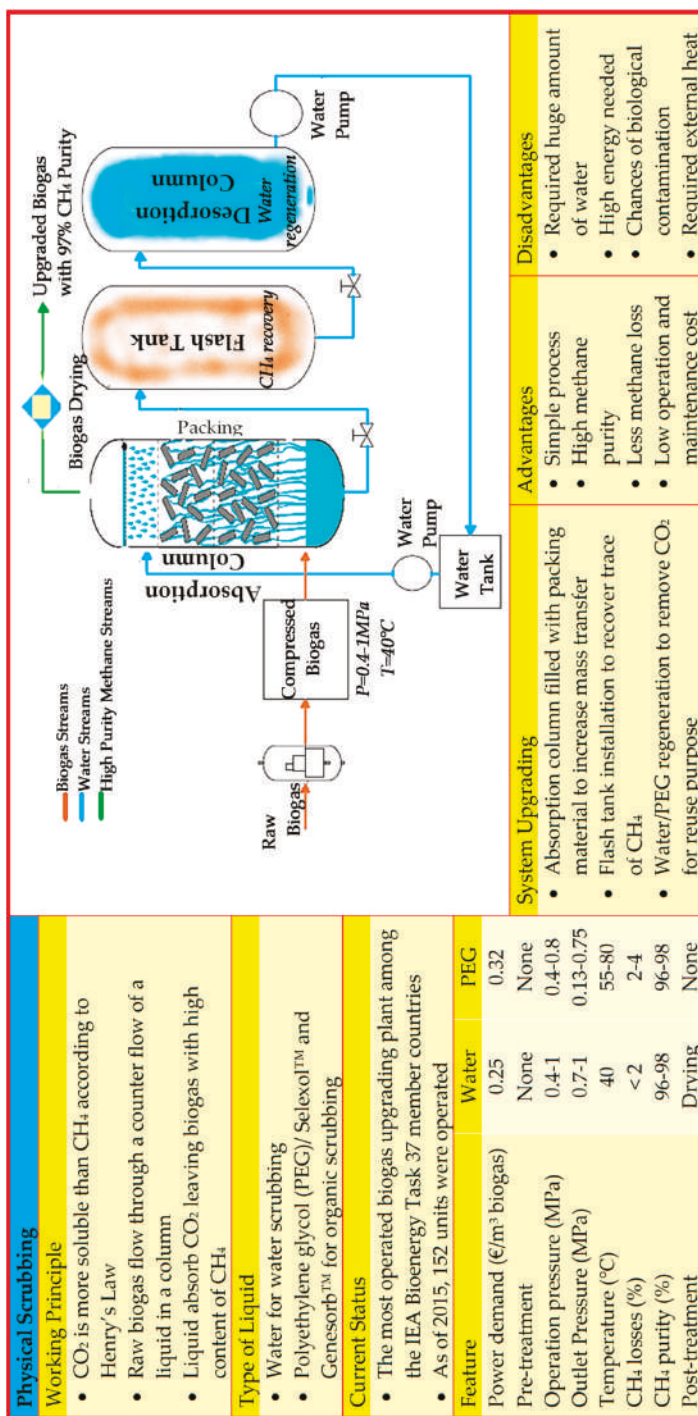 Physical Scrubbing
Working Principle
• CO₂ is more soluble than CH₄ according to
Henry's Law
• Raw biogas flow through a counter flow of a
liquid in a column
• Liquid absorb CO₂ leaving biogas with high
content of CH₄
Type of Liquid
• Water for water scrubbing
• Polyethylene glycol (PEG)/ Selexol™ and
Genesorb™ for organic scrubbing
Current Status
• The most operated biogas upgrading plant among
the IEA Bioenergy Task 37 member countries
• As of 2015, 152 units were operated
Feature Water PEG
Power demand (€/m³ biogas) 0.25 0.32
Pre-treatment None None
Operation pressure (MPa) 0.4-1 0.4-0.8
Outlet Pressure (MPa) 0.7-1 0.13-0.75
Temperature (°C) 40 55-80
CH₄ losses (%) < 2 2-4
CH₄ purity (%) 96-98 96-98
Post-treatment Driving None
Biogas Streams
Water Streams
High Purity Methane Streams
Raw
Biogas
Compressed
Biogas
P=0.4-1MPa
T=40°C
Absorption
Column
Packing
Biogas Drying
Upgraded Biogas
with 97% CH₄ Purity
Flash Tank
CH₄ recovery
Desorption
Column
Water
regeneration
Water
Pump
Water
Pump
Water
Tank
System Upgrading
• Absorption column filled with packing
material to increase mass transfer
• Flash tank installation to recover trace
of CH₄
• Water/PEG regeneration to remove CO₂
for reuse purpose
Advantages
• Simple process
• High methane
purity
• Less methane loss
• Low operation and
maintenance cost
Disadvantages
• Required huge amount
of water
• High energy needed
• Chances of biological
contamination
• Required external heat